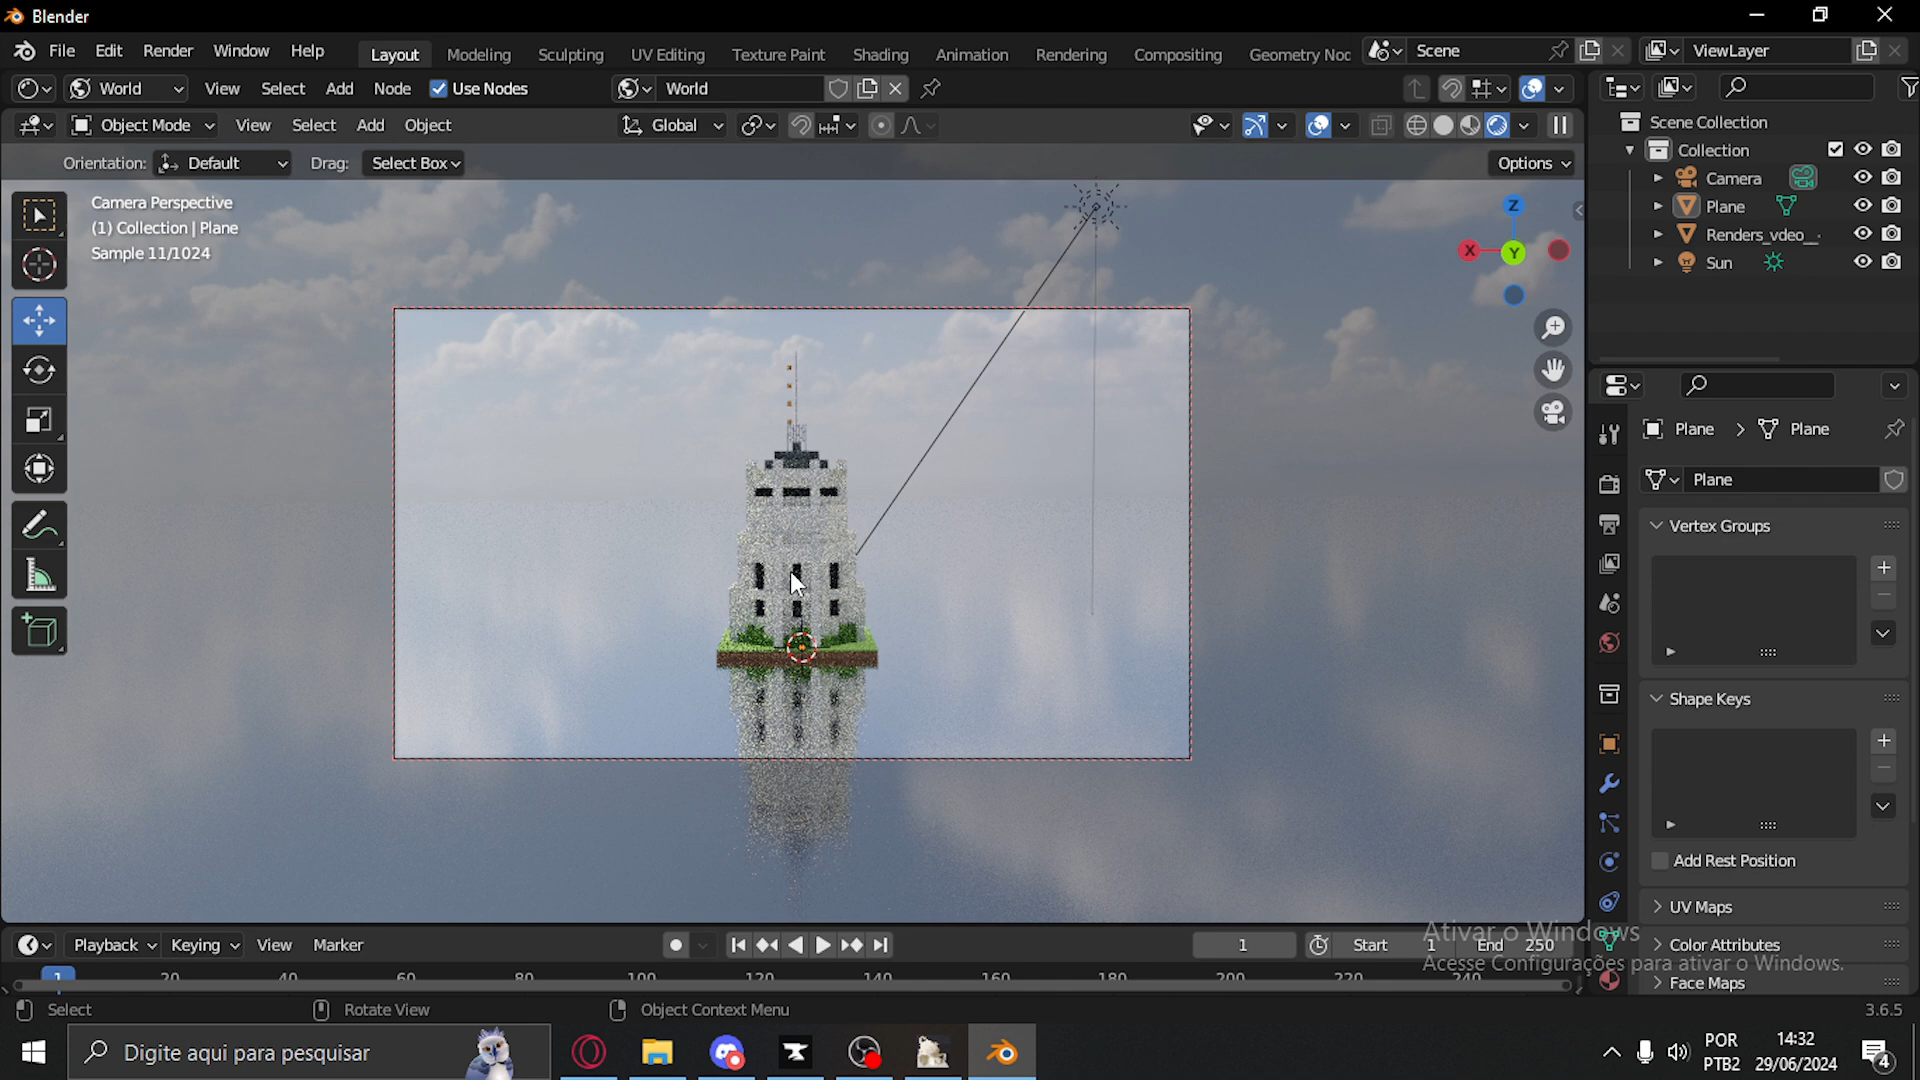 Blender
File Edit Render Window Help
Layout Modeling Sculpting UV Editing Texture Paint Shading Animation Rendering Compositing Geometry Noc
Scene
ViewLayer
World View Select Add Node Use Nodes
World
Object Mode View Select Add Object
Global
Orientation: Default Drag: Select Box
Options
Camera Perspective
(1) Collection | Plane
Sample 11/1024
Z
X
Y
Scene Collection
Collection
Camera
Plane
Renders_vdeo__
Sun
Plane > Plane
Plane
Vertex Groups
Shape Keys
Add Rest Position
UV Maps
Color Attributes
Face Maps
Playback Keying View Marker
1
Start 1 End 250
1 20 40 60 80 100 120 140 160 180 200 220 240
Ativar o Windows
Acesse Configurações para ativar o Windows.
Select Rotate View Object Context Menu
3.6.5
Digite aqui para pesquisar
POR
PTB2
14:32
29/06/2024
4